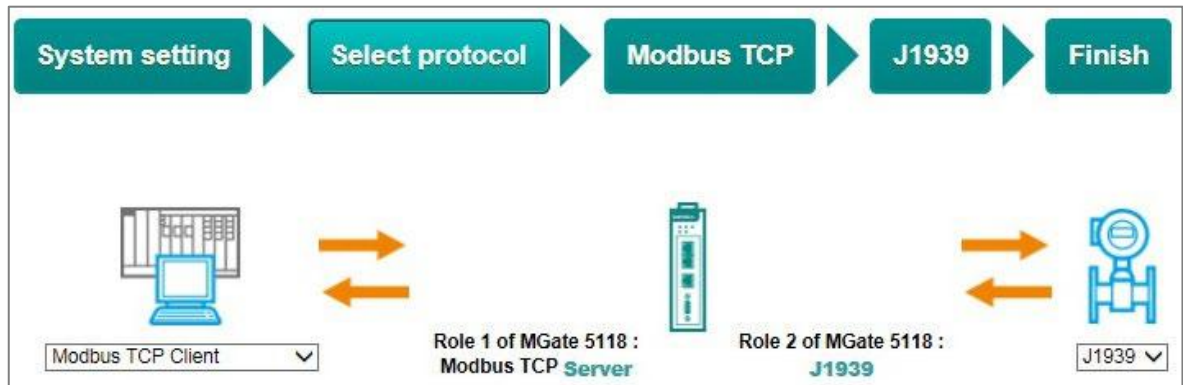 System setting
Select protocol
Modbus TCP
J1939
Finish
Modbus TCP Client
Role 1 of MGate 5118 :
Modbus TCP Server
Role 2 of MGate 5118 :
J1939
J1939